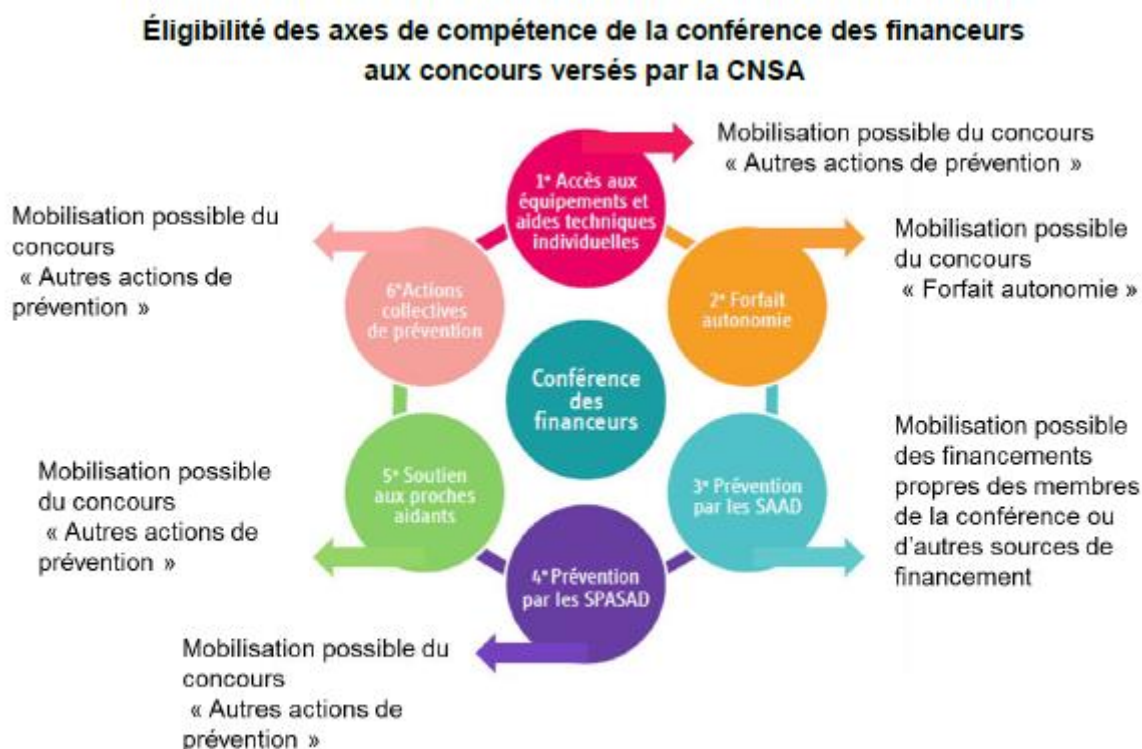 Éligibilité des axes de compétence de la conférence des financeurs
aux concours versés par la CNSA
Mobilisation possible du concours
« Autres actions de prévention »
1° Accès aux
équipements et
aides techniques
individuelles
Mobilisation possible du
concours
« Autres actions de
prévention »
Mobilisation possible
du concours
« Forfait autonomie »
6°Actions
collectives
de prévention
2° Forfait
autonomie
Conférence
des
financeurs
Mobilisation possible
du concours
« Autres actions de
prévention »
5° Soutien
aux proches
aidants
3° Prévention
par les SAAD
Mobilisation possible
des financements
propres des membres
de la conférence ou
d'autres sources de
financement
4° Prévention
par les SPASAD
Mobilisation possible du
concours
« Autres actions de
prévention »